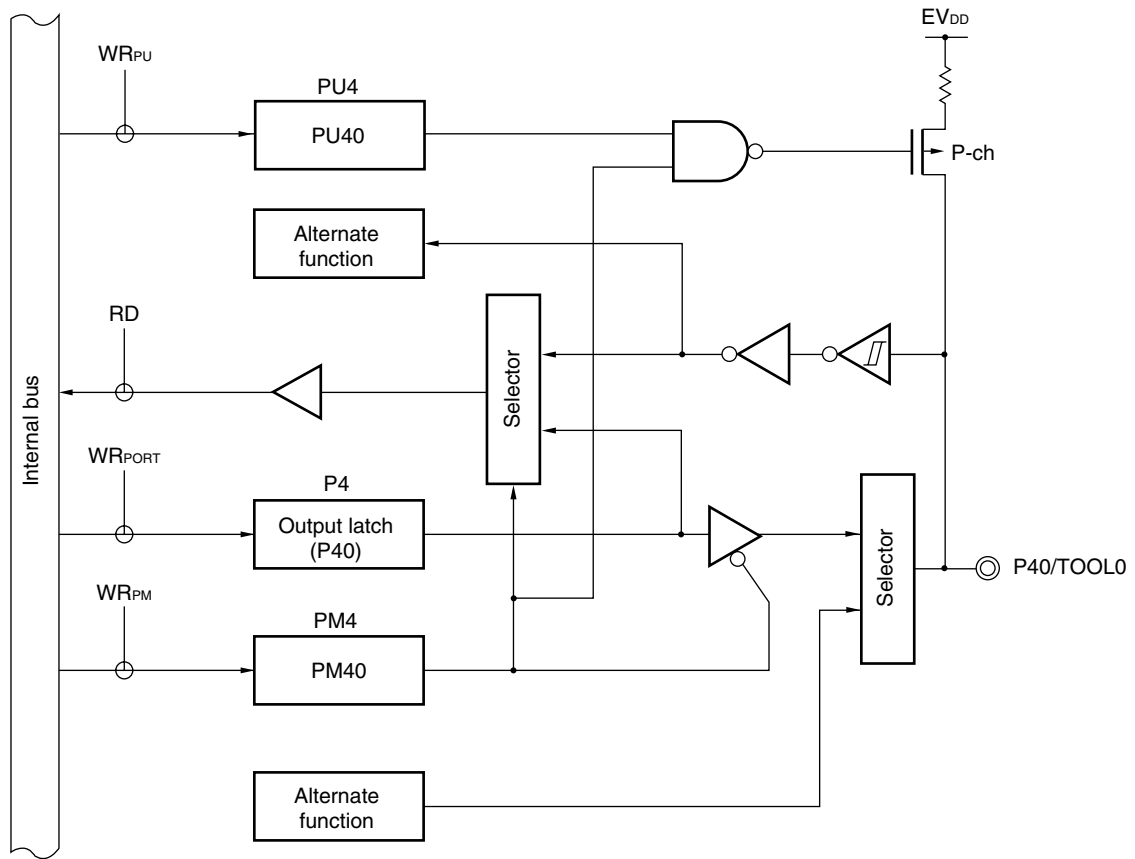 EVDD
WRPU
PU4
PU40
P-ch
Alternate
function
RD
Selector
Internal bus
WRPORT
P4
Output latch
(P40)
Selector
P40/TOOL0
WRPM
PM4
PM40
Alternate
function